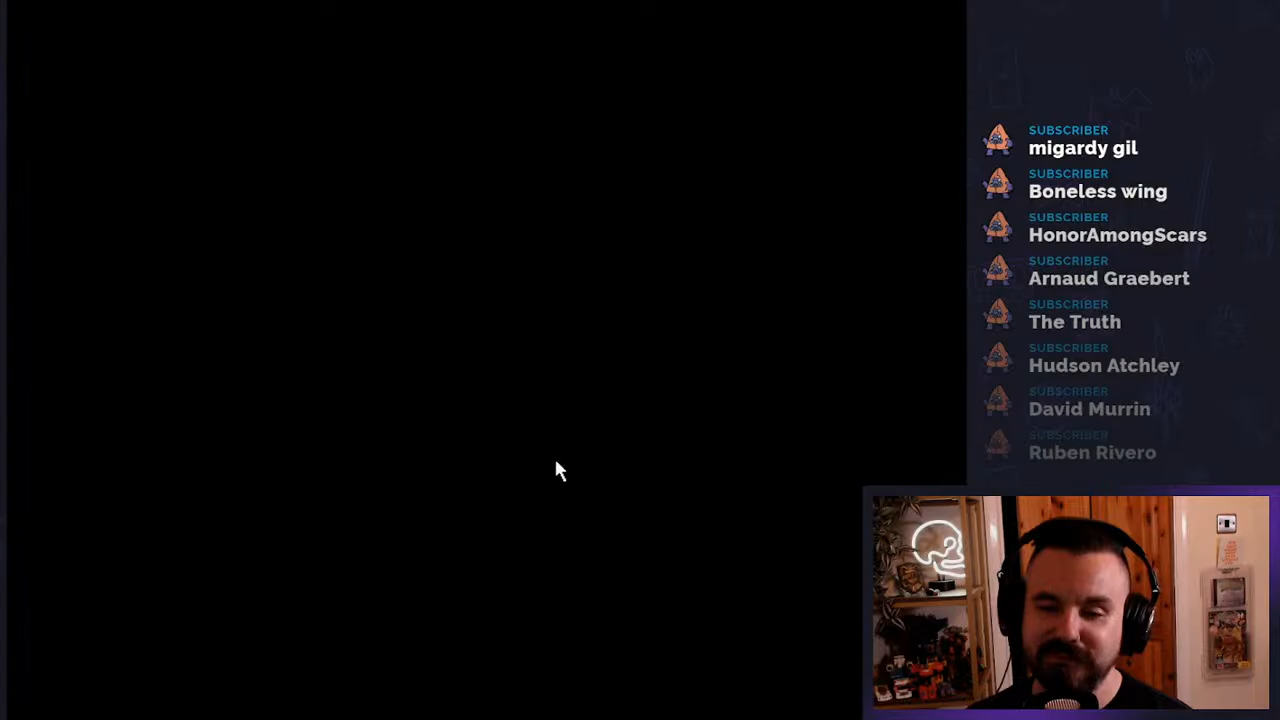 SUBSCRIBER
migardy gil
SUBSCRIBER
Boneless wing
SUBSCRIBER
HonorAmongScars
SUBSCRIBER
Arnaud Graebert
SUBSCRIBER
The Truth
SUBSCRIBER
Hudson Atchley
SUBSCRIBER
David Murrin
SUBSCRIBER
Ruben Rivero